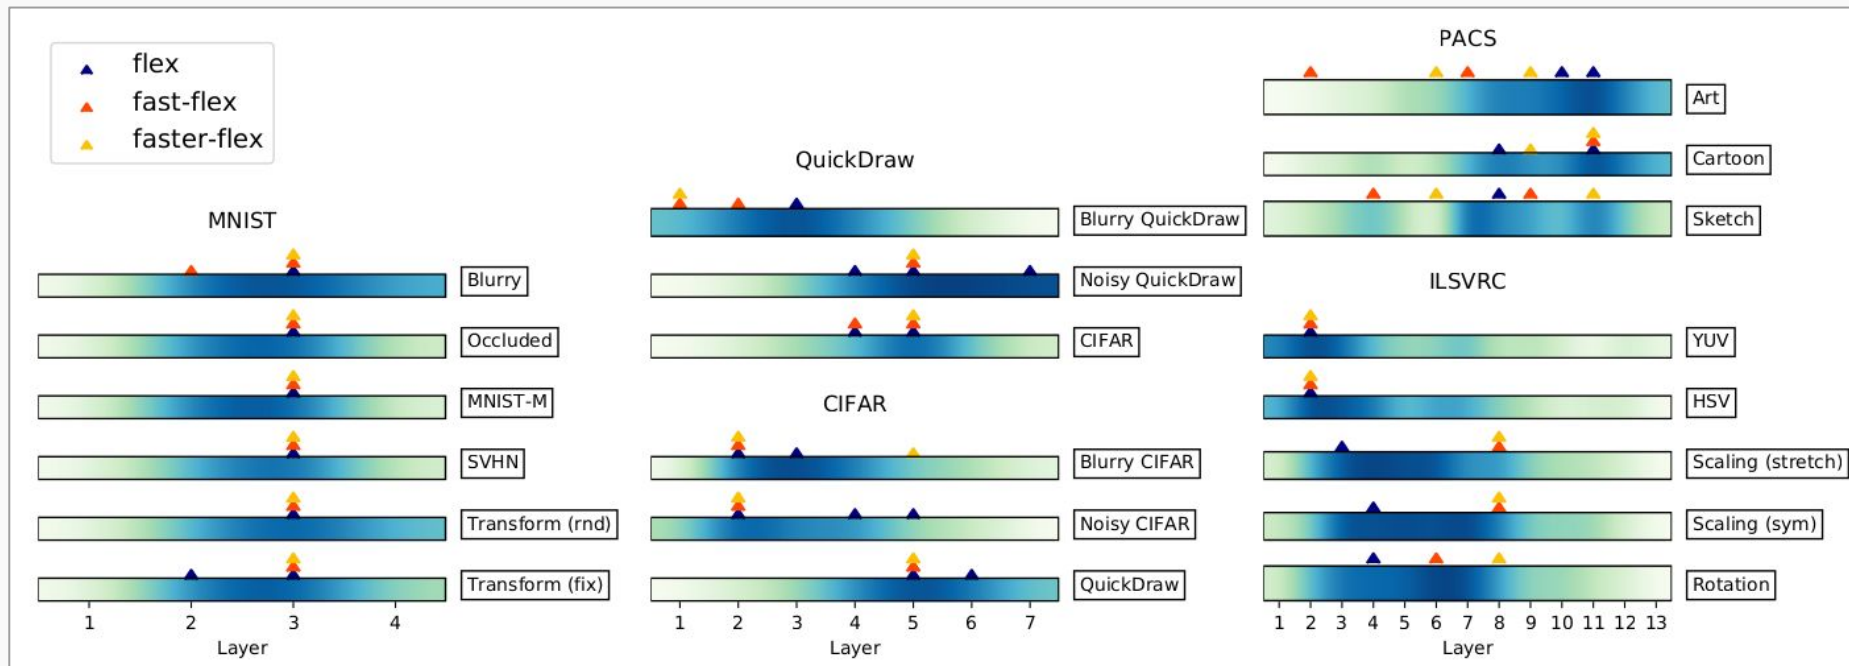 flex
fast-flex
faster-flex
MNIST
Blurry
Occluded
MNIST-M
SVHN
Transform (rnd)
Transform (fix)
1 2 3 4
Layer
QuickDraw
Blurry QuickDraw
Noisy QuickDraw
CIFAR
CIFAR
Blurry CIFAR
Noisy CIFAR
QuickDraw
1 2 3 4 5 6 7
Layer
PACS
Art
Cartoon
Sketch
ILSVRC
YUV
HSV
Scaling (stretch)
Scaling (sym)
Rotation
1 2 3 4 5 6 7 8 9 10 11 12 13
Layer